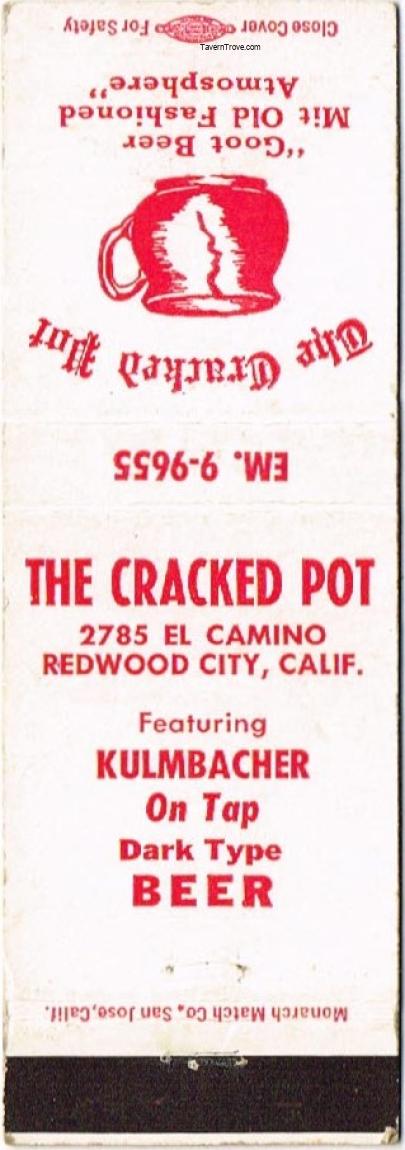 Close Cover For Safety
TavernTrove.com
"Goot Beer
Mit Old Fashioned
Atmosphere"
The Cracked Pot
EM. 9-9655
THE CRACKED POT
2785 EL CAMINO
REDWOOD CITY, CALIF.
Featuring
KULMBACHER
On Tap
Dark Type
BEER
Monarch Match Co, San Jose, Calif.